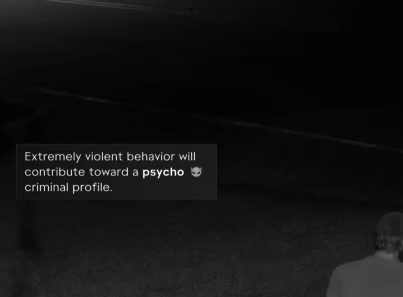 Extremely violent behavior will
contribute toward a psycho
criminal profile.